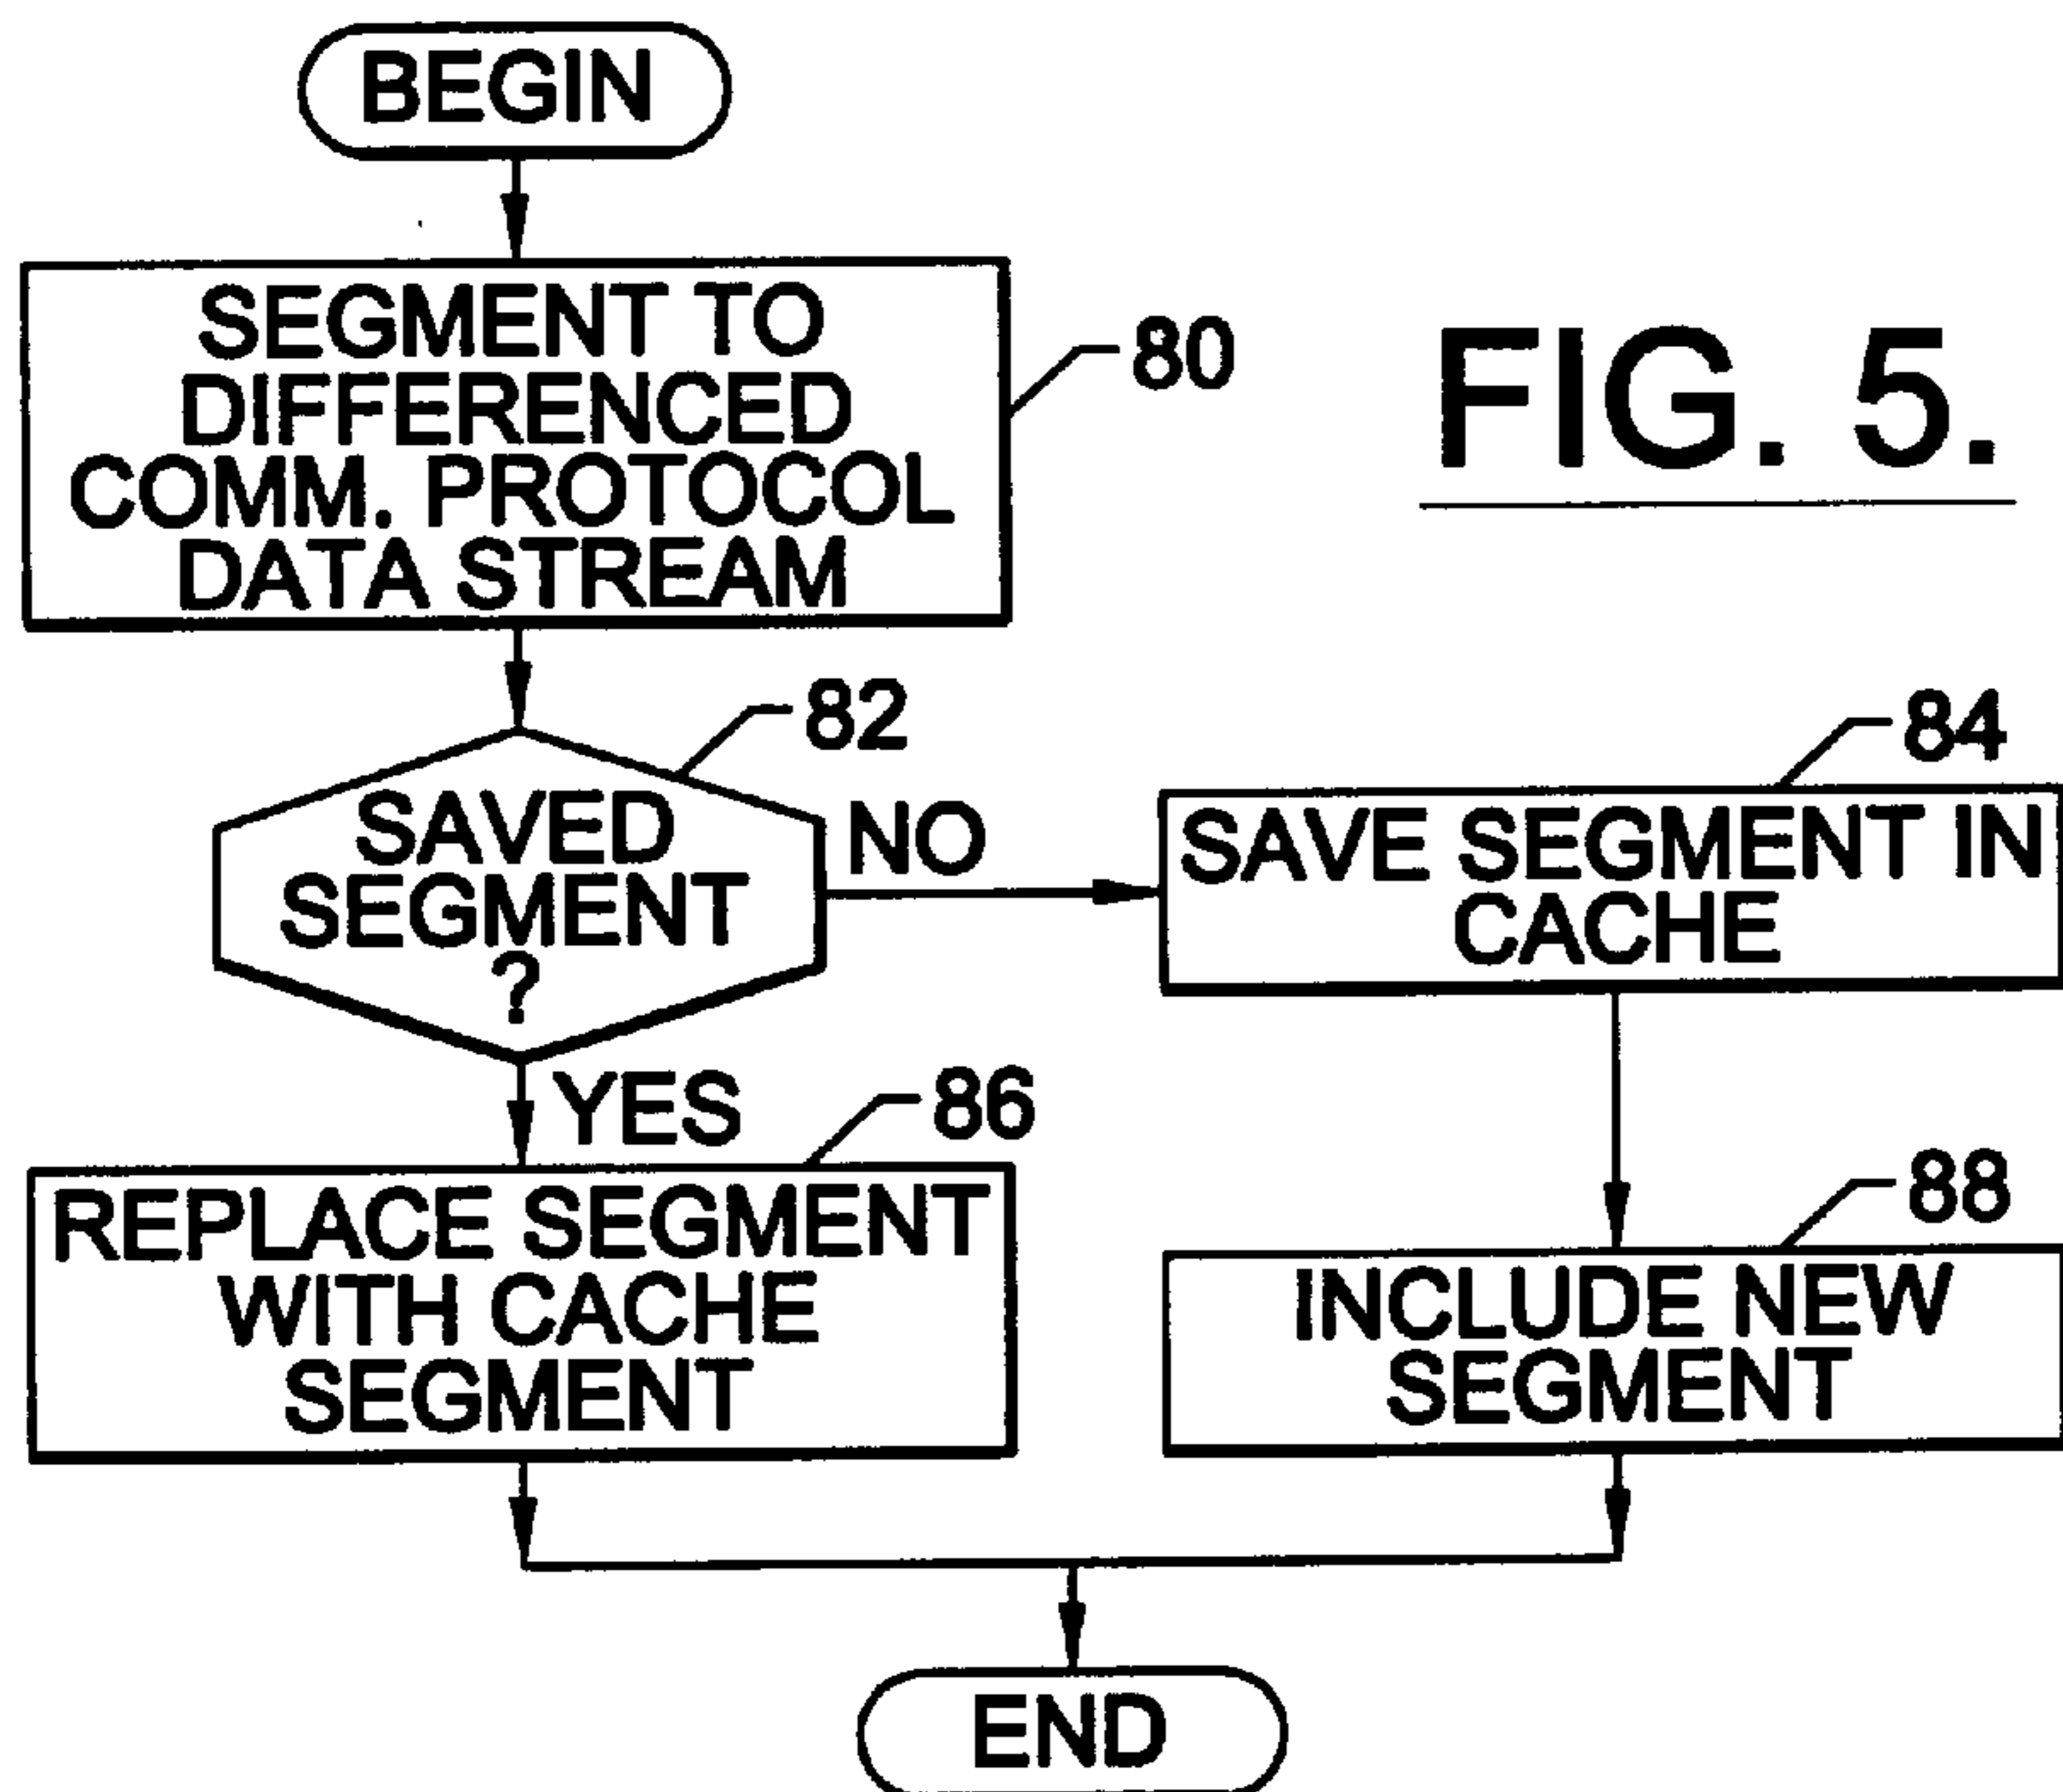 BEGIN
SEGMENT TO
DIFFERENCED
COMM. PROTOCOL
DATA STREAM
80
FIG. 5.
82
SAVED
SEGMENT
?
NO
84
SAVE SEGMENT IN
CACHE
YES
86
REPLACE SEGMENT
WITH CACHE
SEGMENT
88
INCLUDE NEW
SEGMENT
END